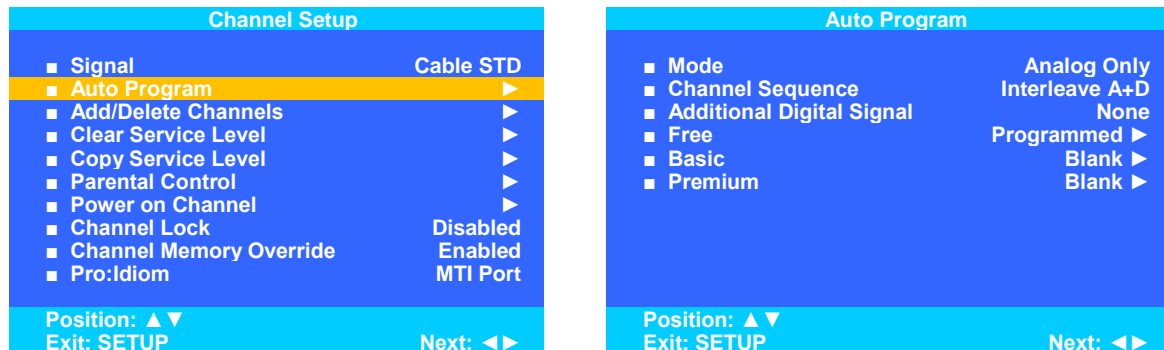 Channel Setup
■ Signal Cable STD
■ Auto Program ►
■ Add/Delete Channels ►
■ Clear Service Level ►
■ Copy Service Level ►
■ Parental Control ►
■ Power on Channel ►
■ Channel Lock Disabled
■ Channel Memory Override Enabled
■ Pro:Idiom MTI Port
Position: ▲▼
Exit: SETUP Next: ◄►
Auto Program
■ Mode Analog Only
■ Channel Sequence Interleave A+D
■ Additional Digital Signal None
■ Free Programmed ►
■ Basic Blank ►
■ Premium Blank ►
Position: ▲▼
Exit: SETUP Next: ◄►